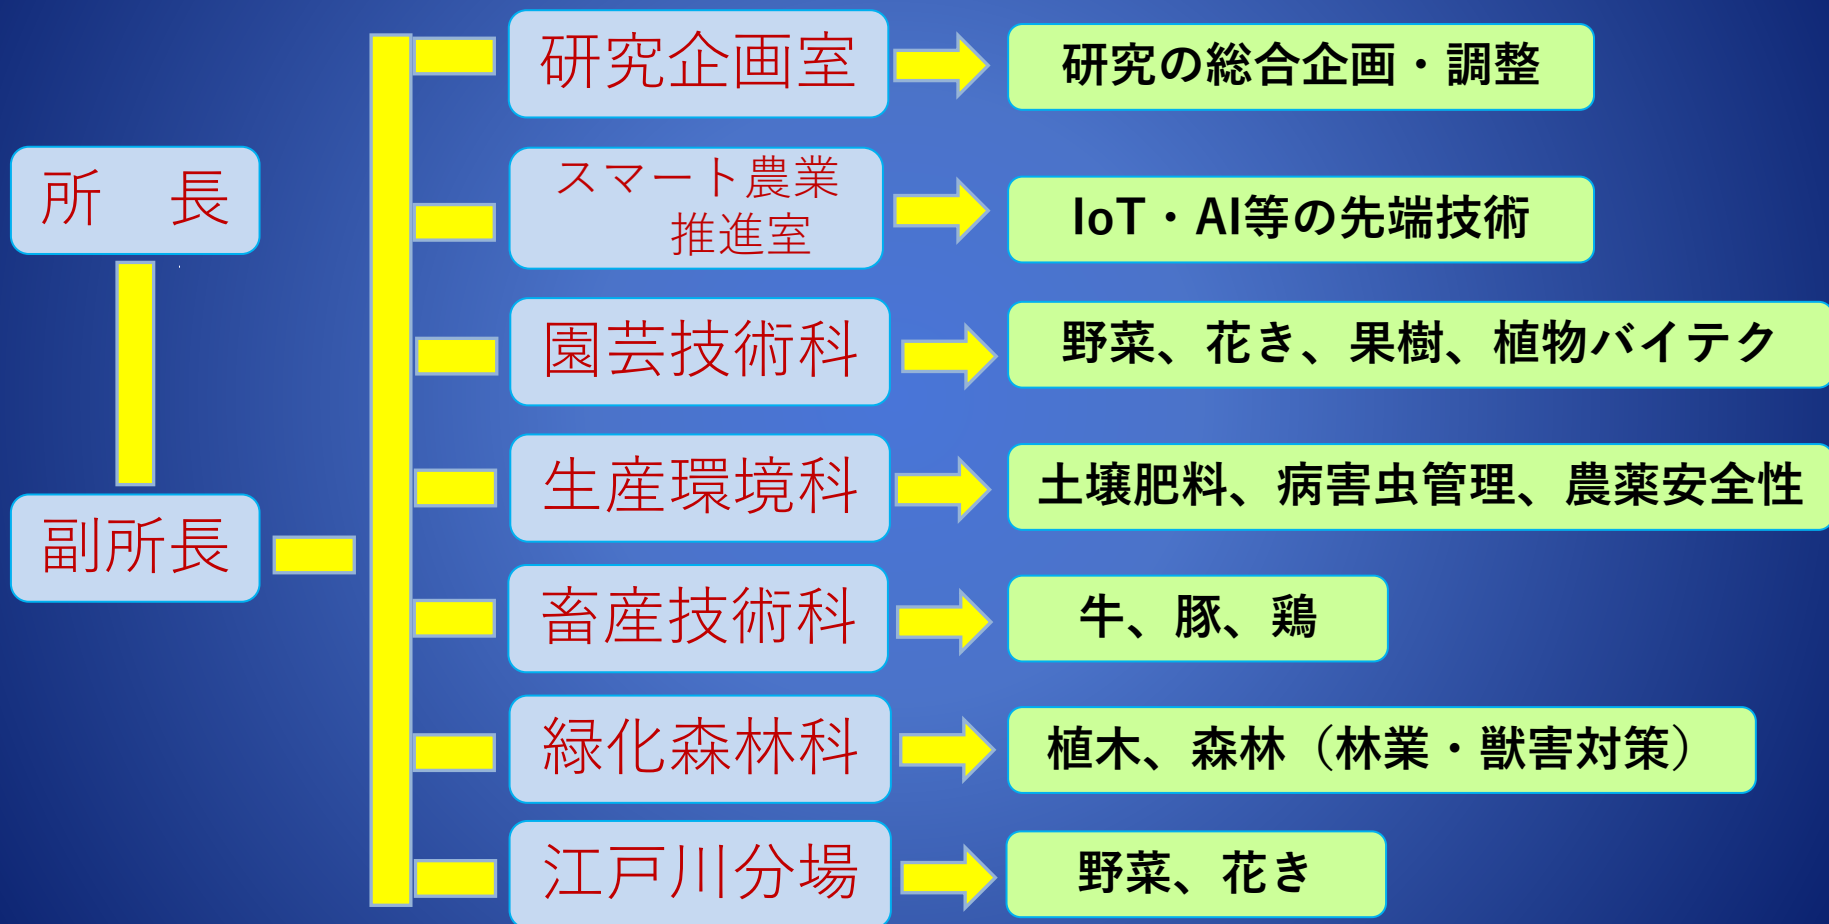 所　長
副所長
研究企画室
研究の総合企画・調整
スマート農業
推進室
IoT・AI等の先端技術
園芸技術科
野菜、花き、果樹、植物バイテク
生産環境科
土壌肥料、病害虫管理、農薬安全性
畜産技術科
牛、豚、鶏
緑化森林科
植木、森林（林業・獣害対策）
江戸川分場
野菜、花き